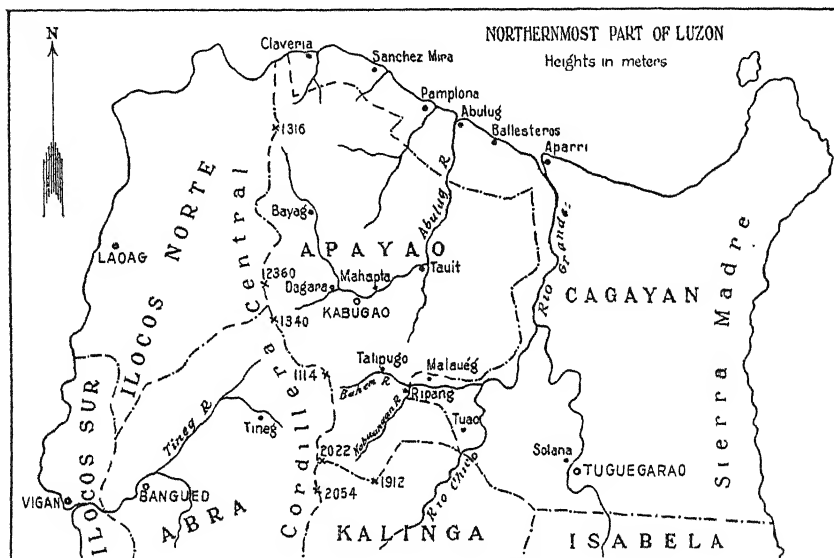 NORTHERNMOST PART OF LUZON
Heights in meters
N
Claveria
Sanchez Mira
Pamplona
Abulug
Ballesteros
Aparri
1316
Abulug R
Bayag
APAYAO
LAOAG
ILOCOS NORTE
Cordillera Central
2360
Dagara
Mahapta
Tauit
KABUGAO
1340
Rio Grande
CAGAYAN
Sierra Madre
Talipugo
Malauég
1114
Ripang
ILOCOS SUR
Tineg R
Tineg
Tuao
2022
Solana
1912
TUGUEGARAO
BANGUED
2054
VIGAN
Rio Chico
ABRA
KALINGA
ISABELA